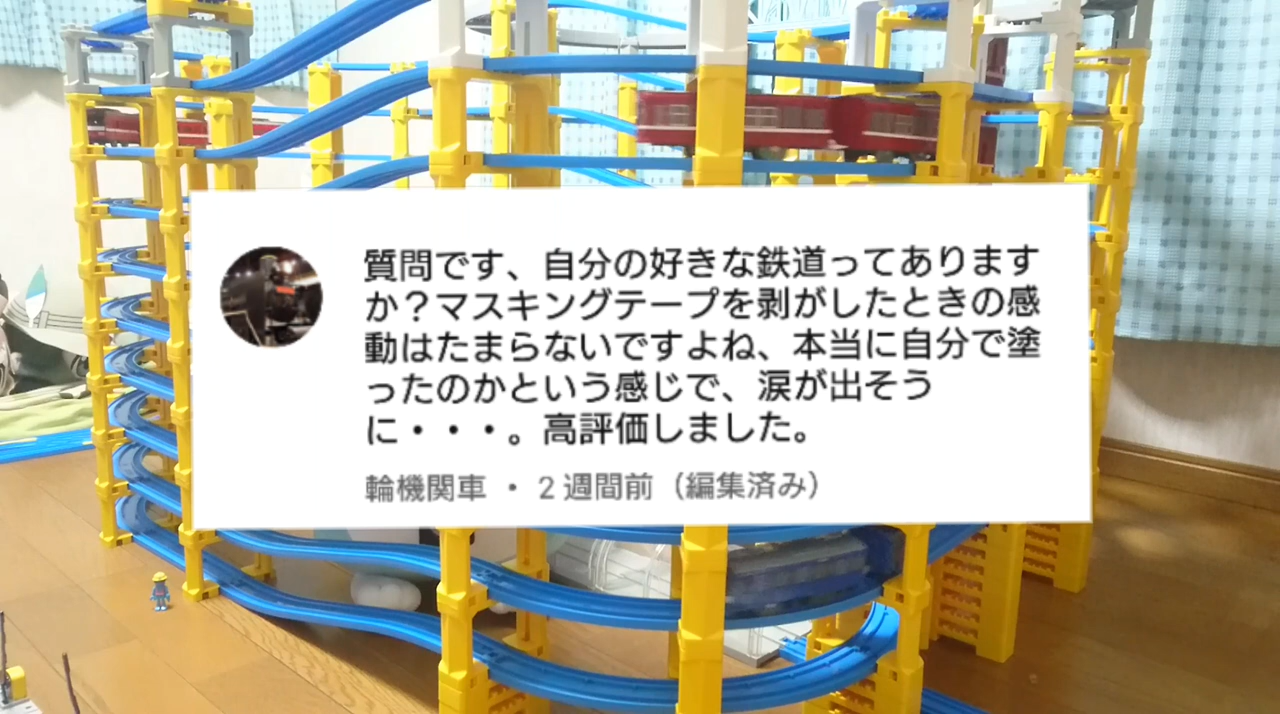 質問です、自分の好きな鉄道ってあります
か？マスキングテープを剥がしたときの感
動はたまらないですよね、本当に自分で塗
ったのかという感じで、涙が出そう
に・・・。高評価しました。
輪機関車 ・ 2 週間前（編集済み）